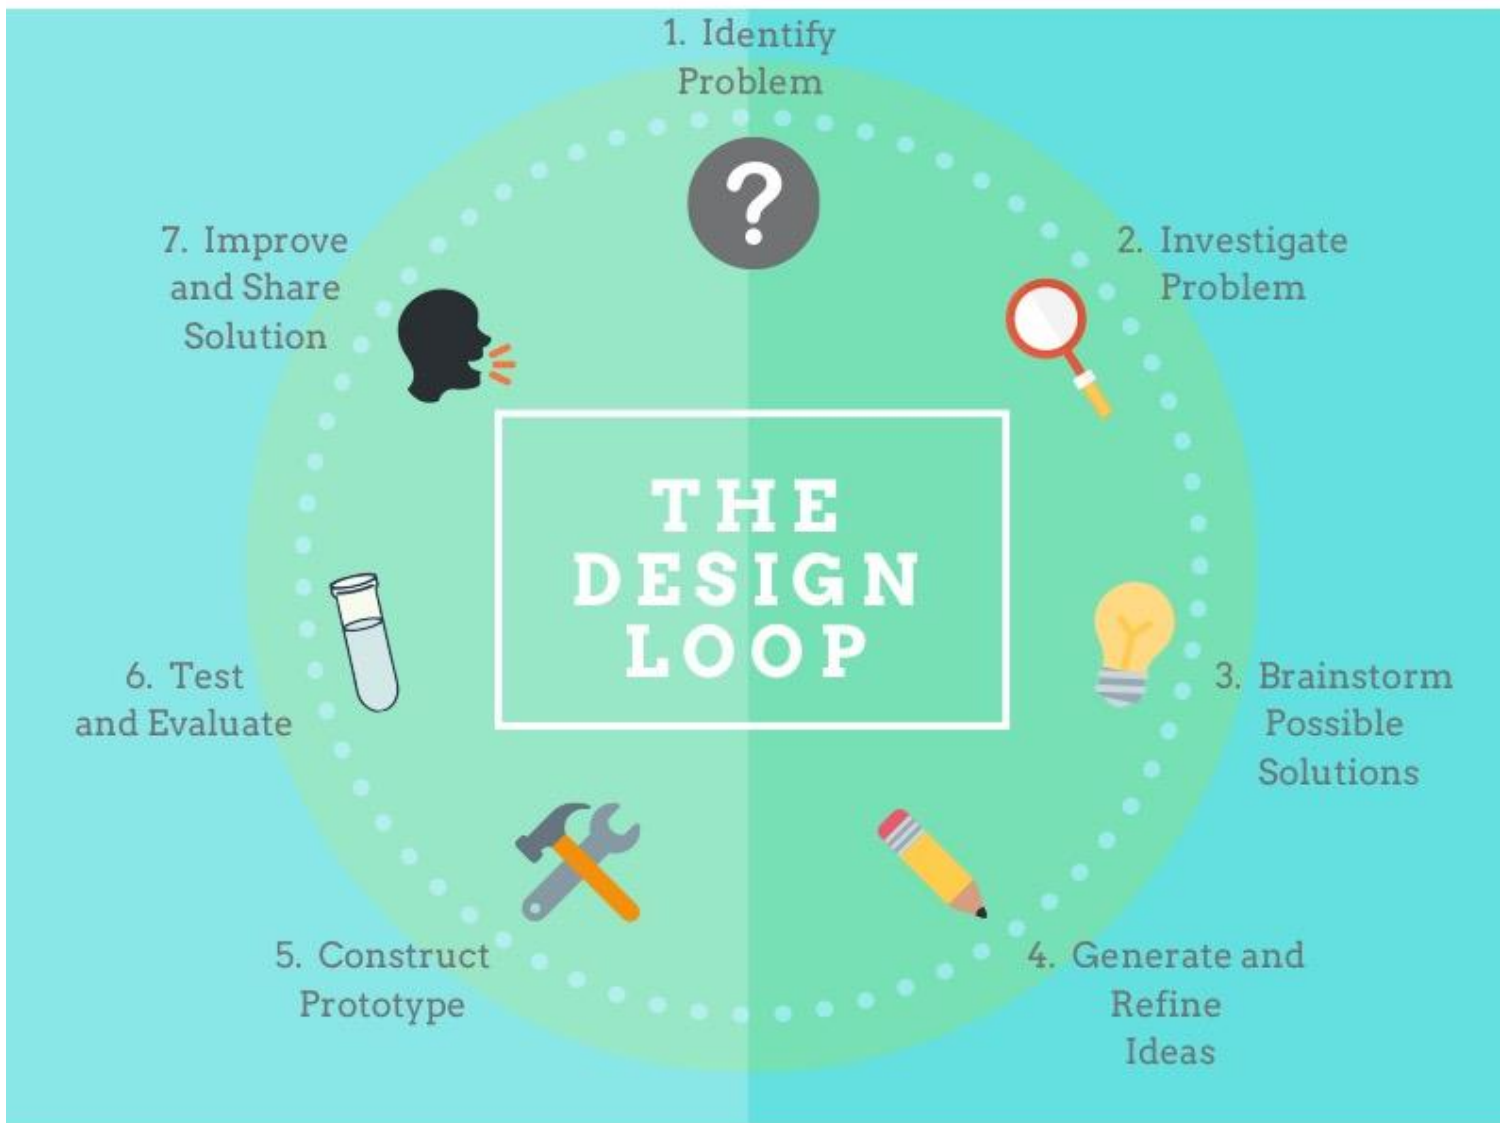 1. Identify
Problem
2. Investigate
Problem
3. Brainstorm
Possible
Solutions
4. Generate and
Refine
Ideas
5. Construct
Prototype
6. Test
and Evaluate
7. Improve
and Share
Solution
THE
DESIGN
LOOP
?